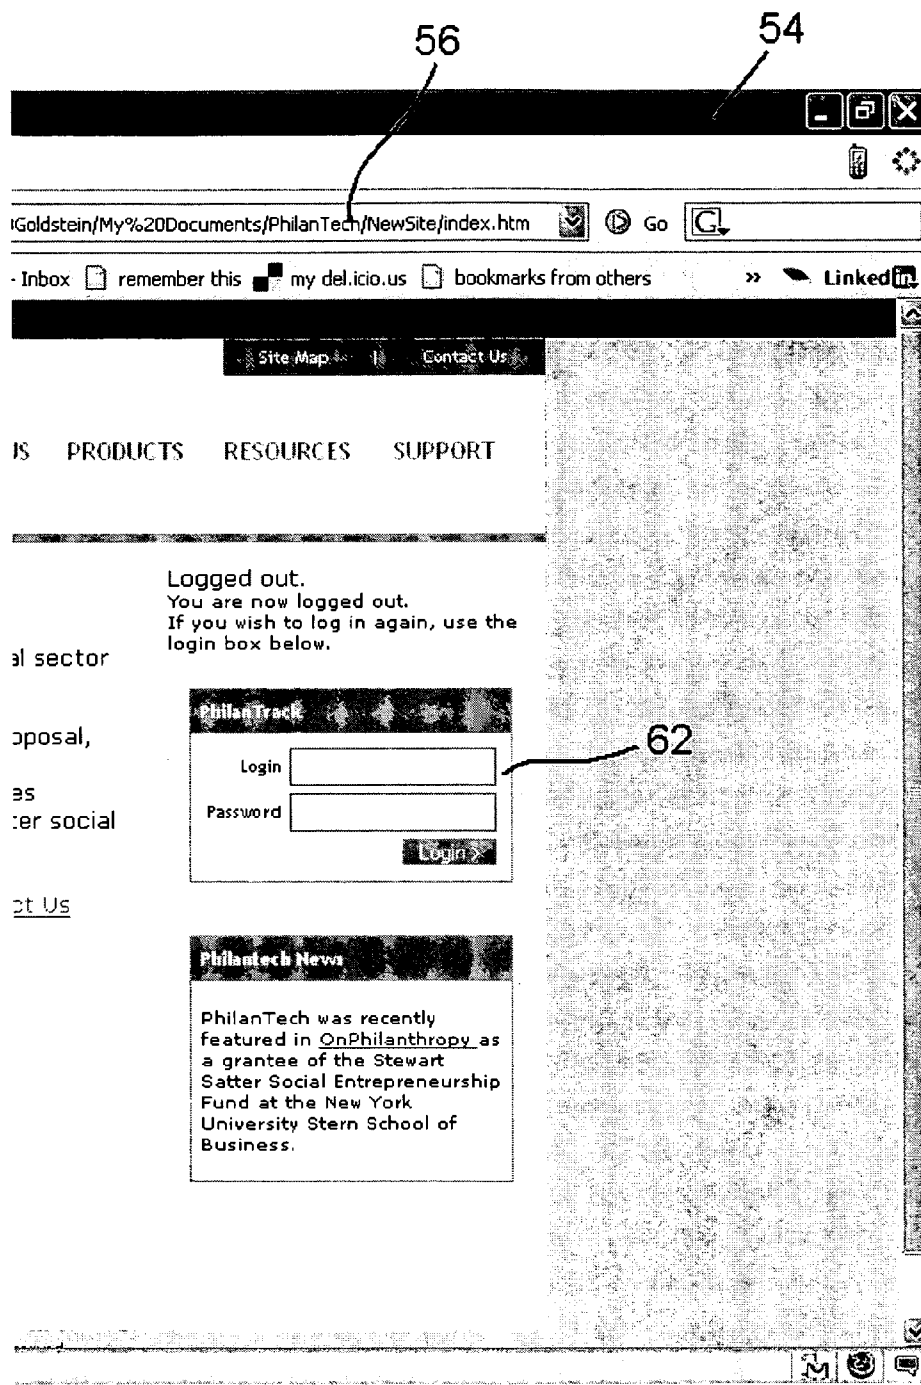 56
54
Goldstein/My%20Documents/PhilanTech/NewSite/index.htm Go G
- Inbox remember this my del.icio.us bookmarks from others » Linked in
Site Map | Contact Us
US PRODUCTS RESOURCES SUPPORT
Logged out.
You are now logged out.
If you wish to log in again, use the
login box below.
al sector
PhilanTrack
oposal,
62
Login
es
Password
ter social
Login >
ct Us
Philantech News
PhilanTech was recently
featured in OnPhilanthropy as
a grantee of the Stewart
Satter Social Entrepreneurship
Fund at the New York
University Stern School of
Business.